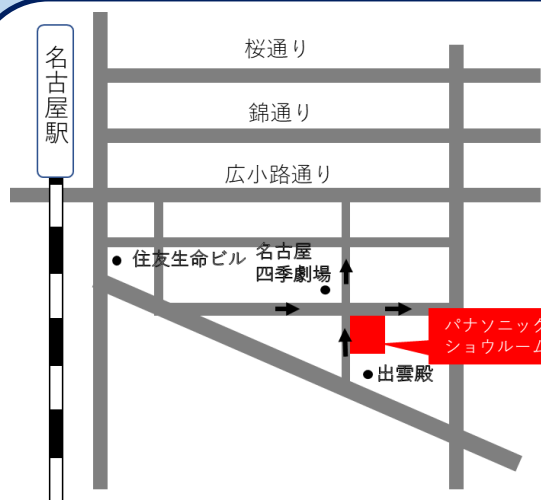 名古屋駅
桜通り
錦通り
広小路通り
住友生命ビル
名古屋
四季劇場
パナソニック
ショウルーム
出雲殿